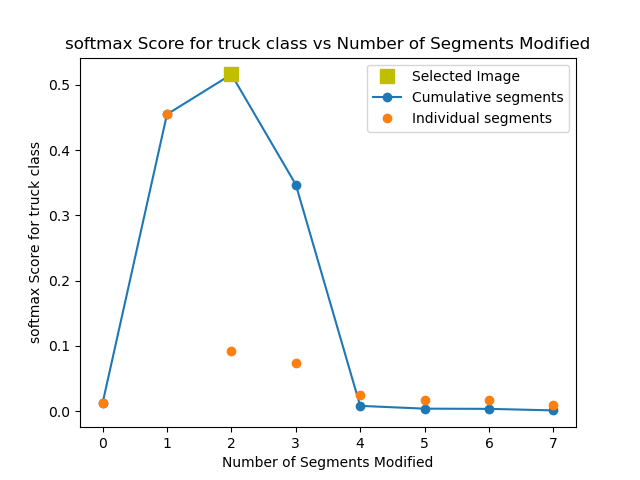 softmax Score for truck class vs Number of Segments Modified
Selected Image
Cumulative segments
Individual segments
softmax Score for truck class
0.5
0.4
0.3
0.2
0.1
0.0
0 1 2 3 4 5 6 7
Number of Segments Modified